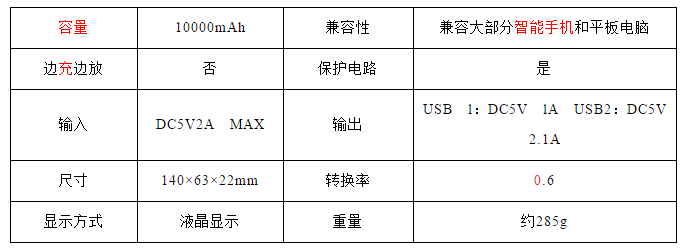 容量 10000mAh 兼容性 兼容大部分智能手机和平板电脑
边充边放 否 保护电路 是
输入 DC5V2A MAX 输出 USB 1：DC5V 1A USB2：DC5V
2.1A
尺寸 140×63×22mm 转换率 0.6
显示方式 液晶显示 重量 约285g